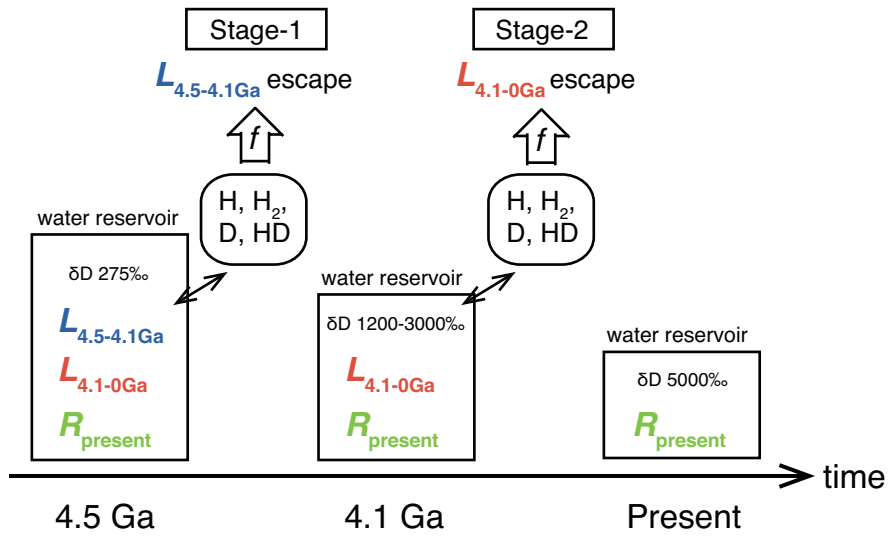 Stage-1
Stage-2
L4.5-4.1Ga escape
L4.1-0Ga escape
f
f
H, H2,
D, HD
H, H2,
D, HD
water reservoir
δD 275‰
L4.5-4.1Ga
L4.1-0Ga
Rpresent
water reservoir
δD 1200-3000‰
L4.1-0Ga
Rpresent
water reservoir
δD 5000‰
Rpresent
time
4.5 Ga
4.1 Ga
Present